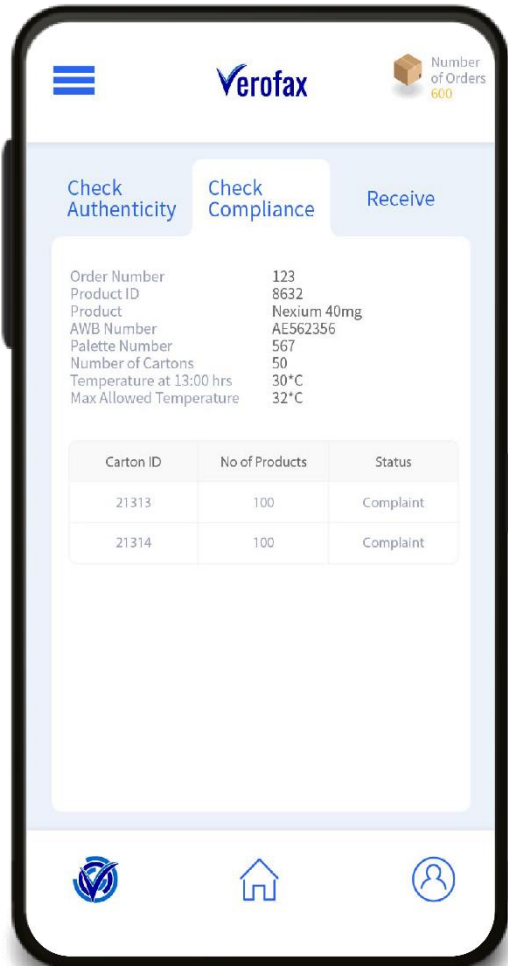 Verofax
Number
of Orders
600
Check
Authenticity
Check
Compliance
Receive
Order Number 123
Product ID 8632
Product Nexium 40mg
AWB Number AE562356
Palette Number 567
Number of Cartons 50
Temperature at 13:00 hrs 30*C
Max Allowed Temperature 32*C
Carton ID No of Products Status
21313 100 Complaint
21314 100 Complaint